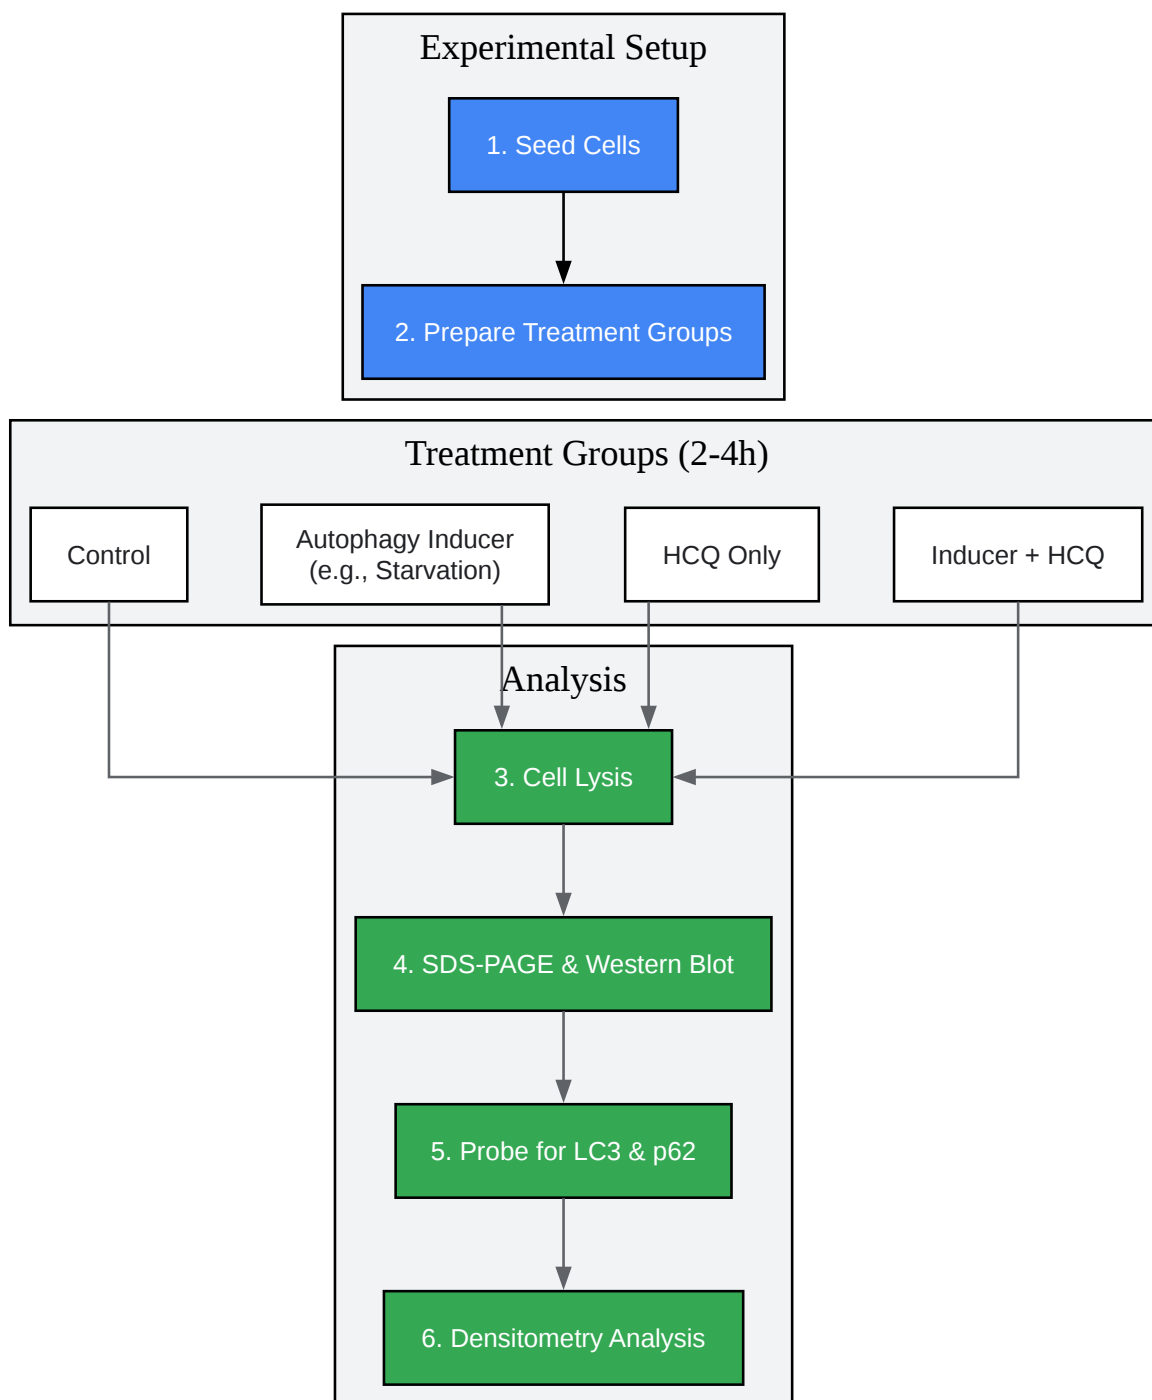 Experimental Setup
1. Seed Cells
2. Prepare Treatment Groups
Treatment Groups (2-4h)
Control
Autophagy Inducer
(e.g., Starvation)
HCQ Only
Inducer + HCQ
Analysis
3. Cell Lysis
4. SDS-PAGE & Western Blot
5. Probe for LC3 & p62
6. Densitometry Analysis